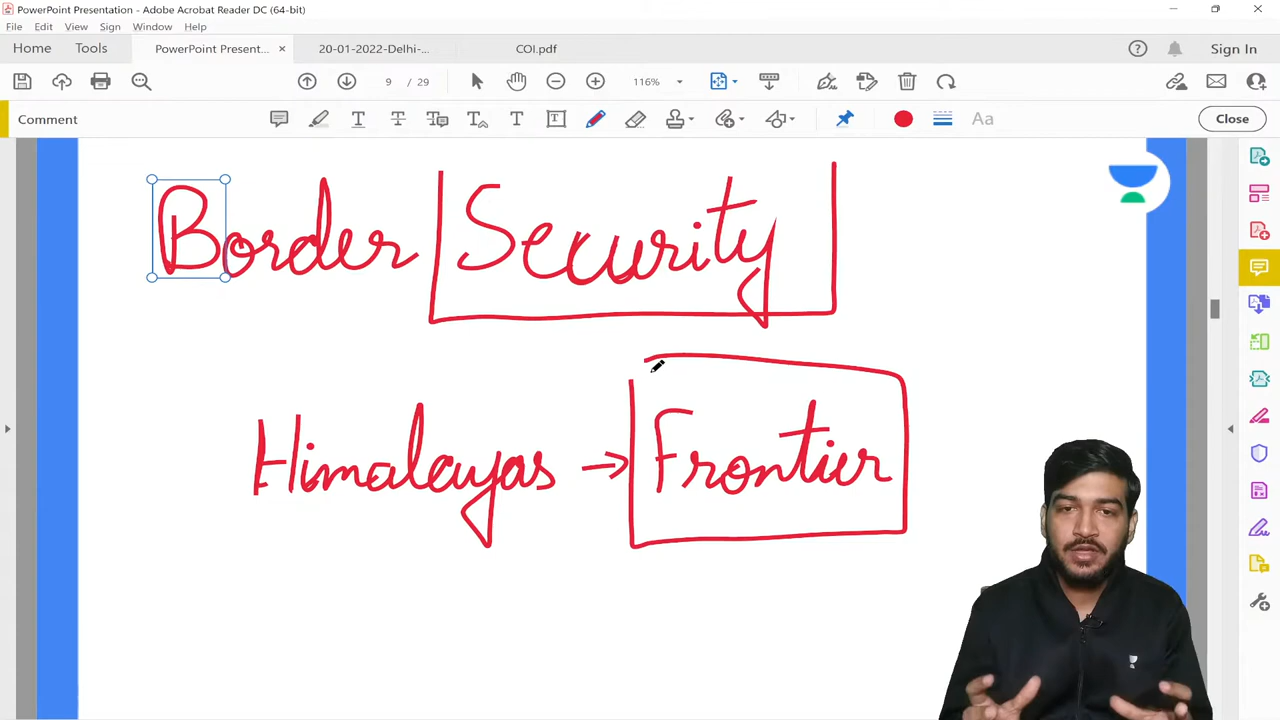 PowerPoint Presentation - Adobe Acrobat Reader DC (64-bit)
File Edit View Sign Window Help
Home Tools PowerPoint Present... × 20-01-2022-Delhi-... COI.pdf Sign In
9 / 29 116%
Comment Aa Close
Border Security
Himalayas → Frontier